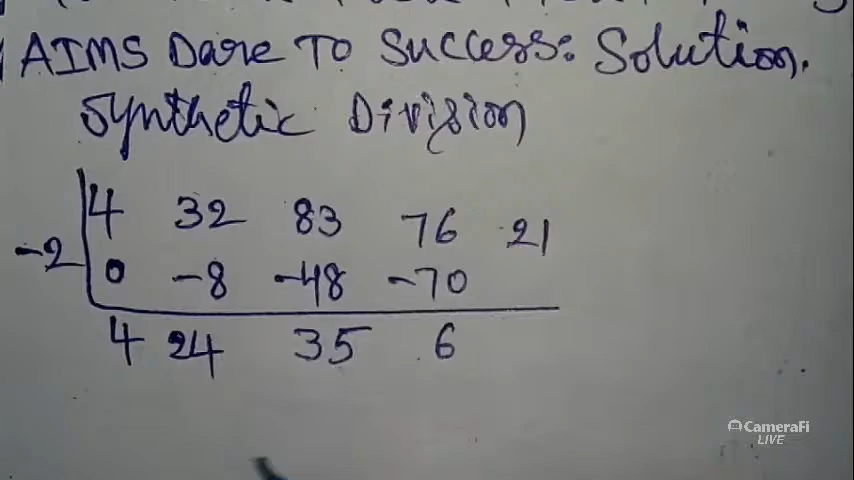 AIMS Dare To Success: Solution.
Synthetic Division
4 32 83 76 21
-2
0 -8 -48 -70
4 24 35 6
CameraFi
LIVE